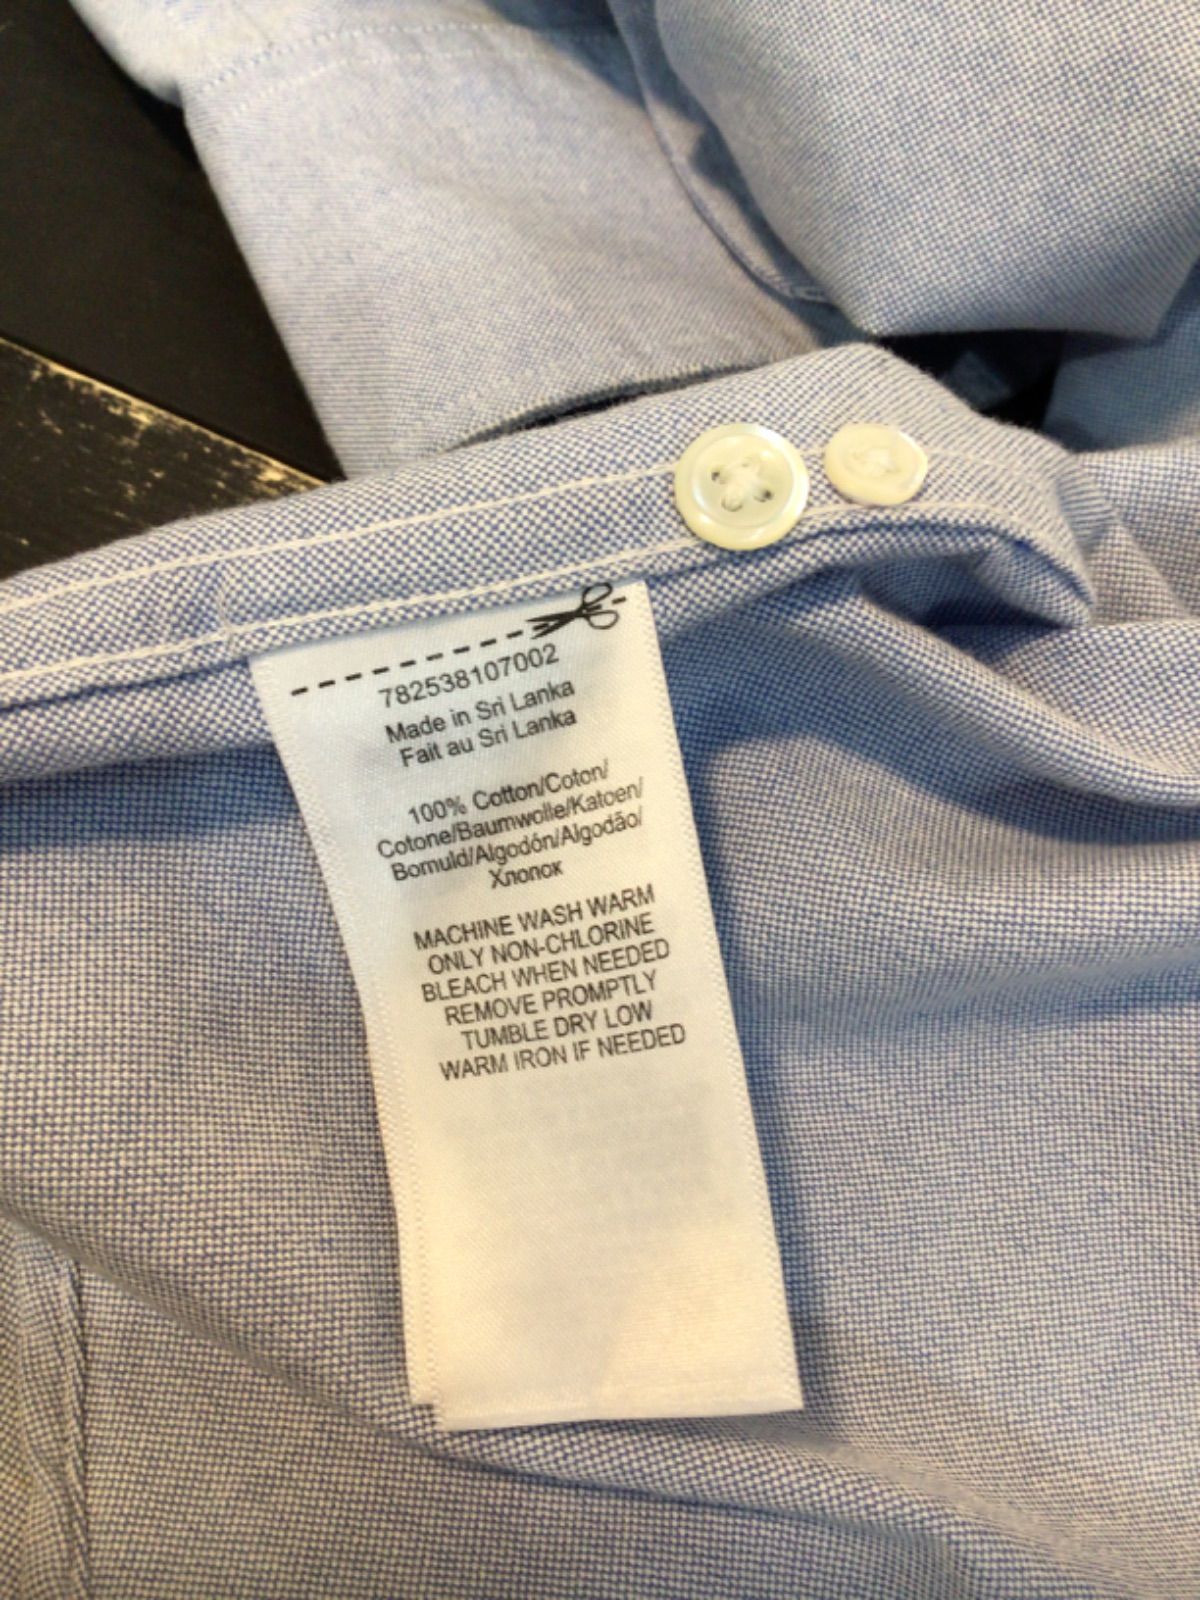 782538107002
Made in Sri Lanka
Fait au Sri Lanka
100% Cotton/Coton/
Cotone/Baumwolle/Katoen/
Bomuld/Algodón/Algodão/
Хлопок
MACHINE WASH WARM
ONLY NON-CHLORINE
BLEACH WHEN NEEDED
REMOVE PROMPTLY
TUMBLE DRY LOW
WARM IRON IF NEEDED